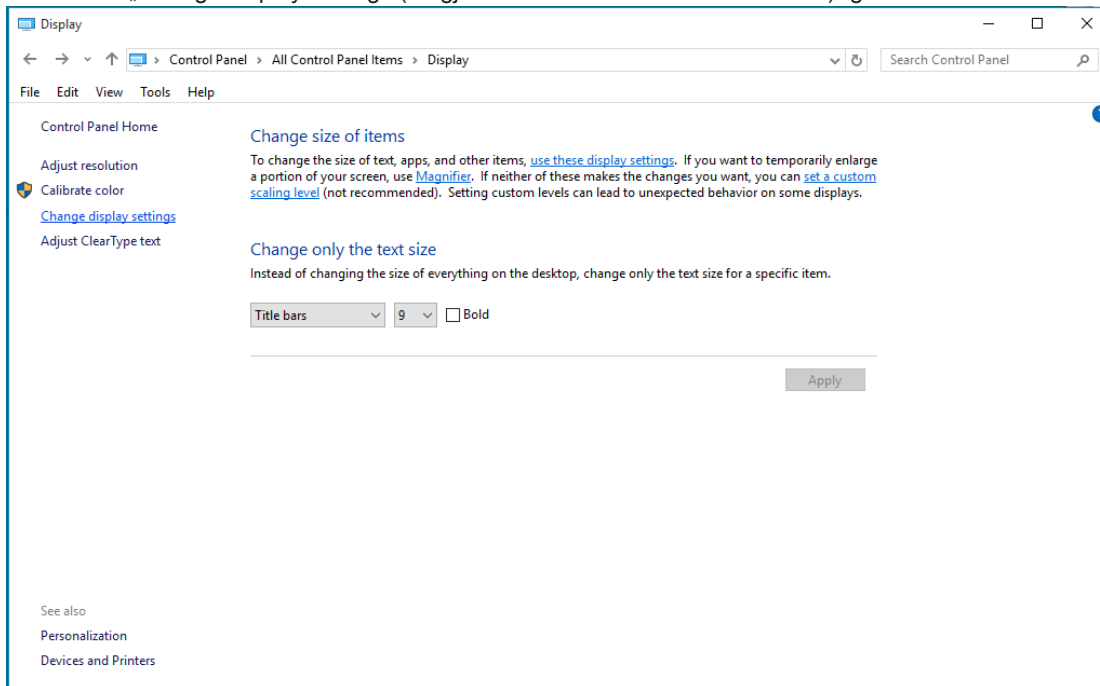 Display
Control Panel > All Control Panel Items > Display
Search Control Panel
File Edit View Tools Help
Control Panel Home
Adjust resolution
Calibrate color
Change display settings
Adjust ClearType text
Change size of items
To change the size of text, apps, and other items, use these display settings. If you want to temporarily enlarge
a portion of your screen, use Magnifier. If neither of these makes the changes you want, you can set a custom
scaling level (not recommended). Setting custom levels can lead to unexpected behavior on some displays.
Change only the text size
Instead of changing the size of everything on the desktop, change only the text size for a specific item.
Title bars 9 Bold
Apply
See also
Personalization
Devices and Printers